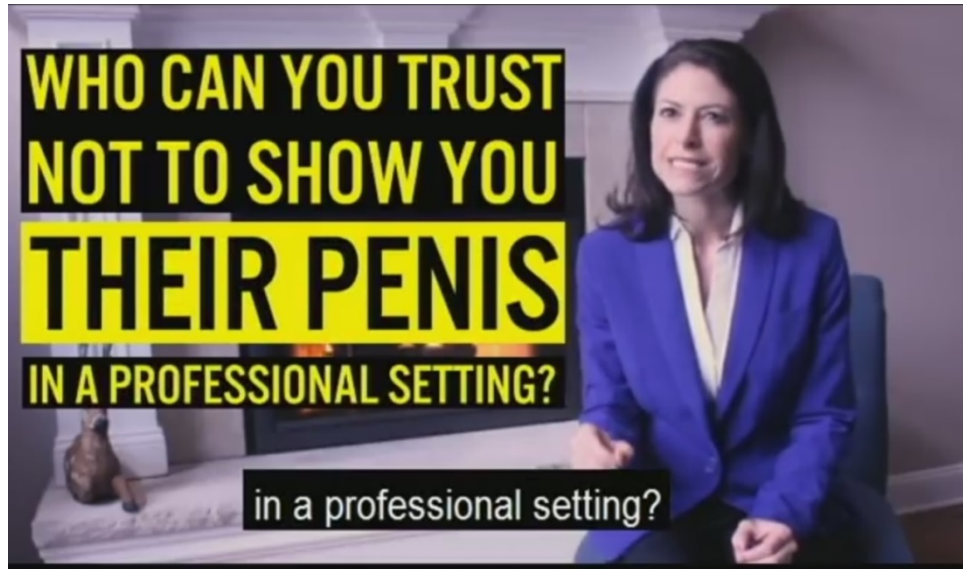 WHO CAN YOU TRUST
NOT TO SHOW YOU
THEIR PENIS
IN A PROFESSIONAL SETTING?
in a professional setting?